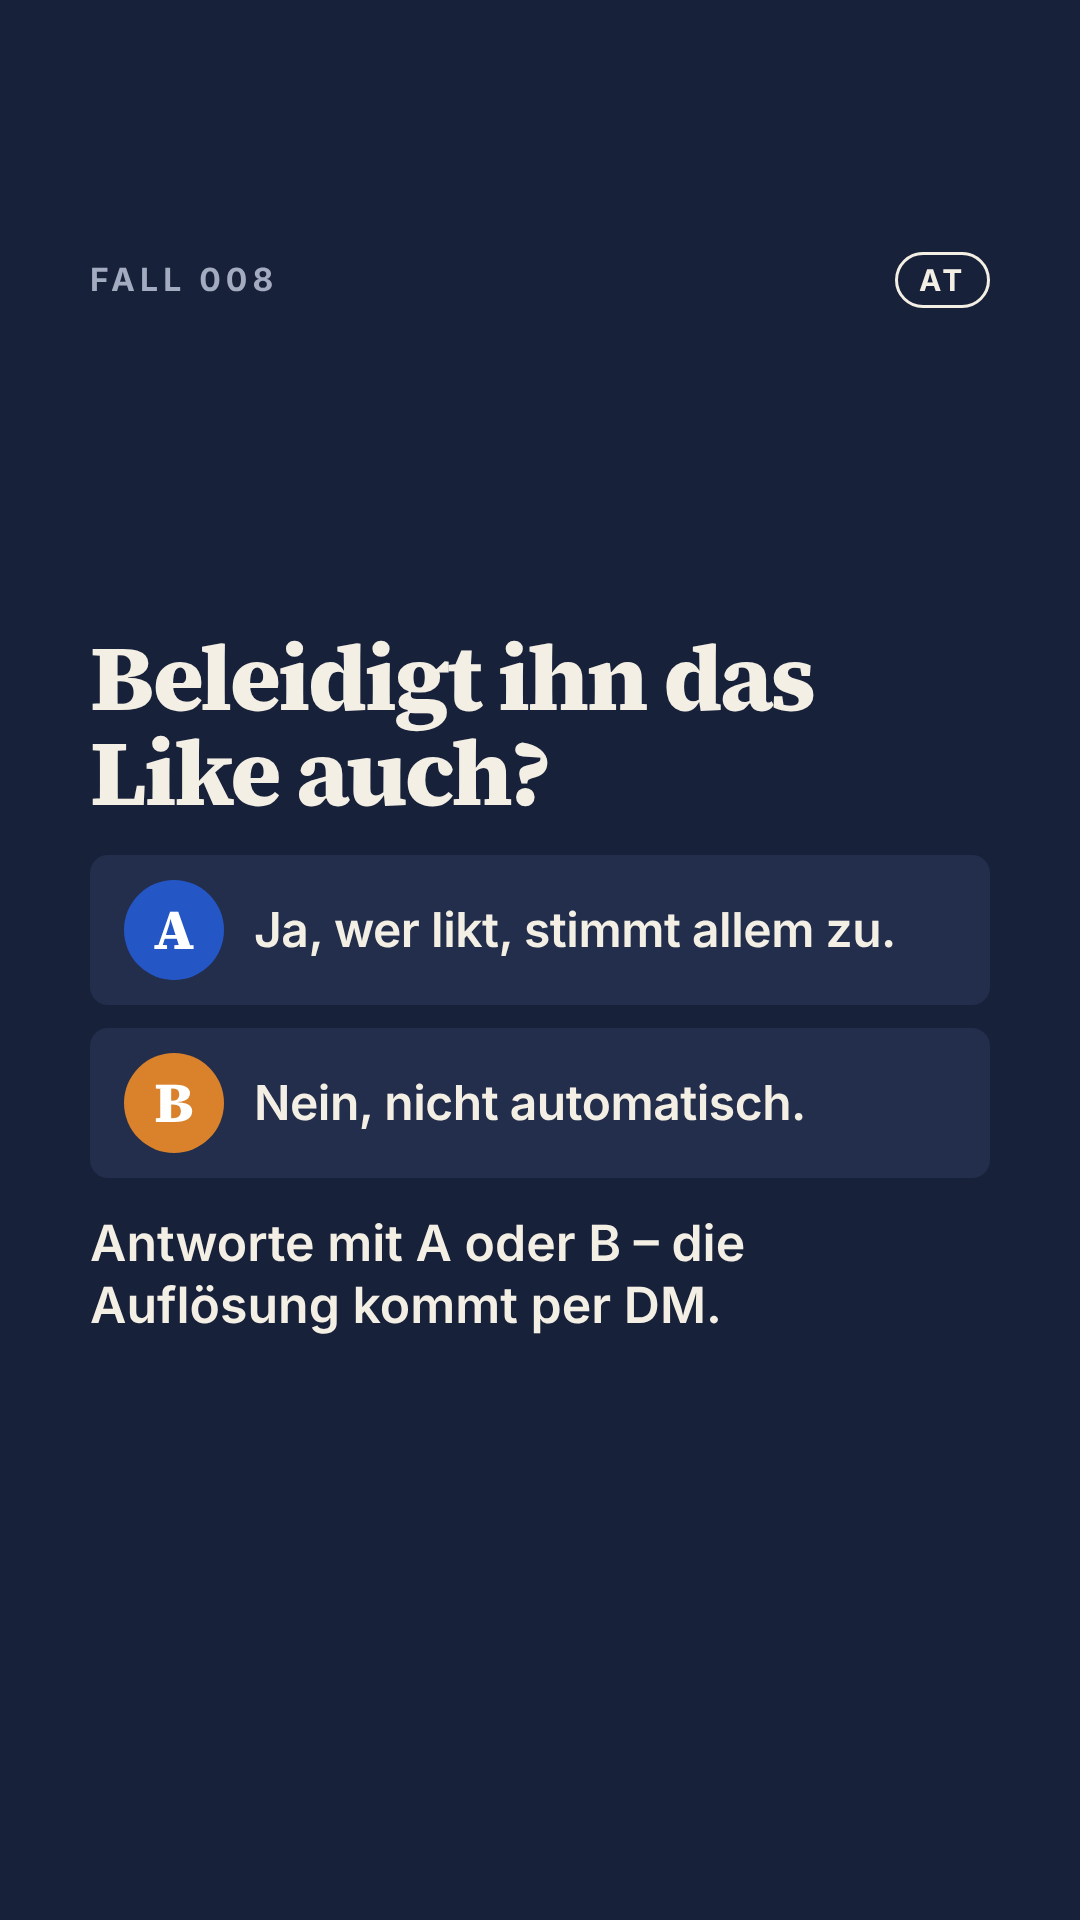 FALL 008
AT
Beleidigt ihn das
Like auch?
A
Ja, wer likt, stimmt allem zu.
B
Nein, nicht automatisch.
Antworte mit A oder B – die
Auflösung kommt per DM.